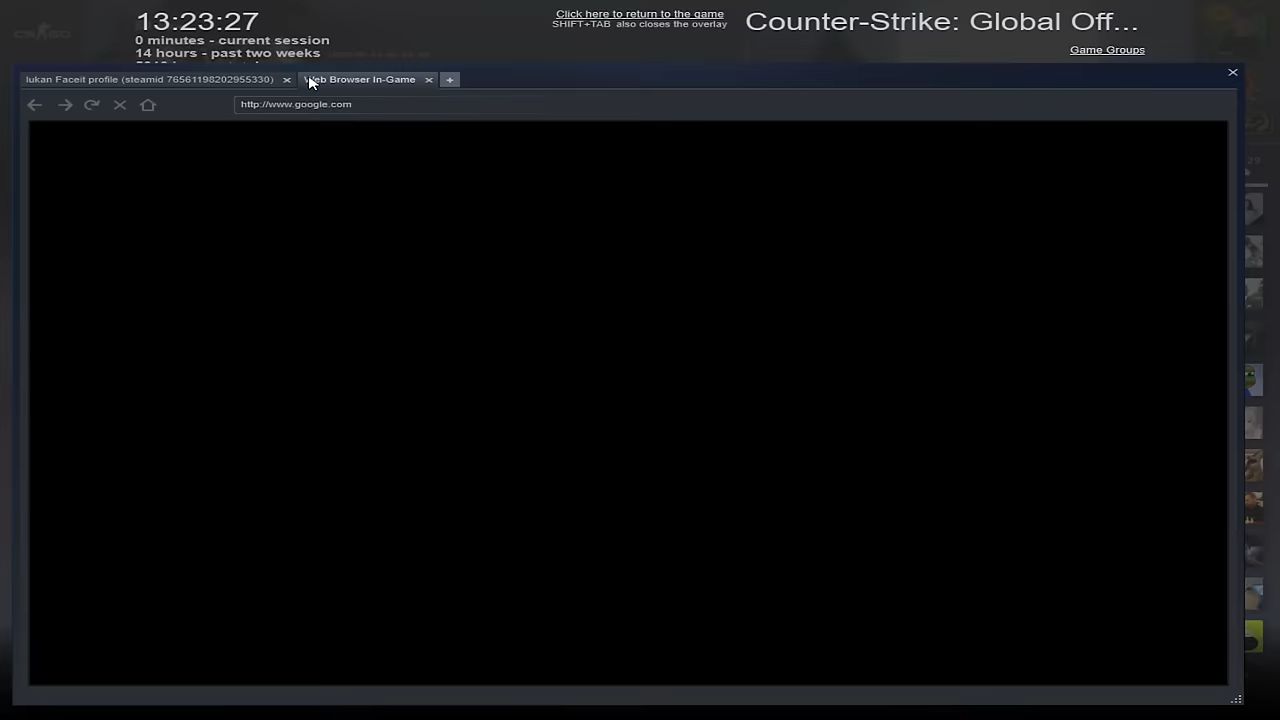 13:23:27
0 minutes - current session
14 hours - past two weeks
Click here to return to the game
SHIFT+TAB also closes the overlay
Counter-Strike: Global Off...
Game Groups
lukan Faceit profile (steamid 76561198202955330)
Web Browser In-Game
http://www.google.com